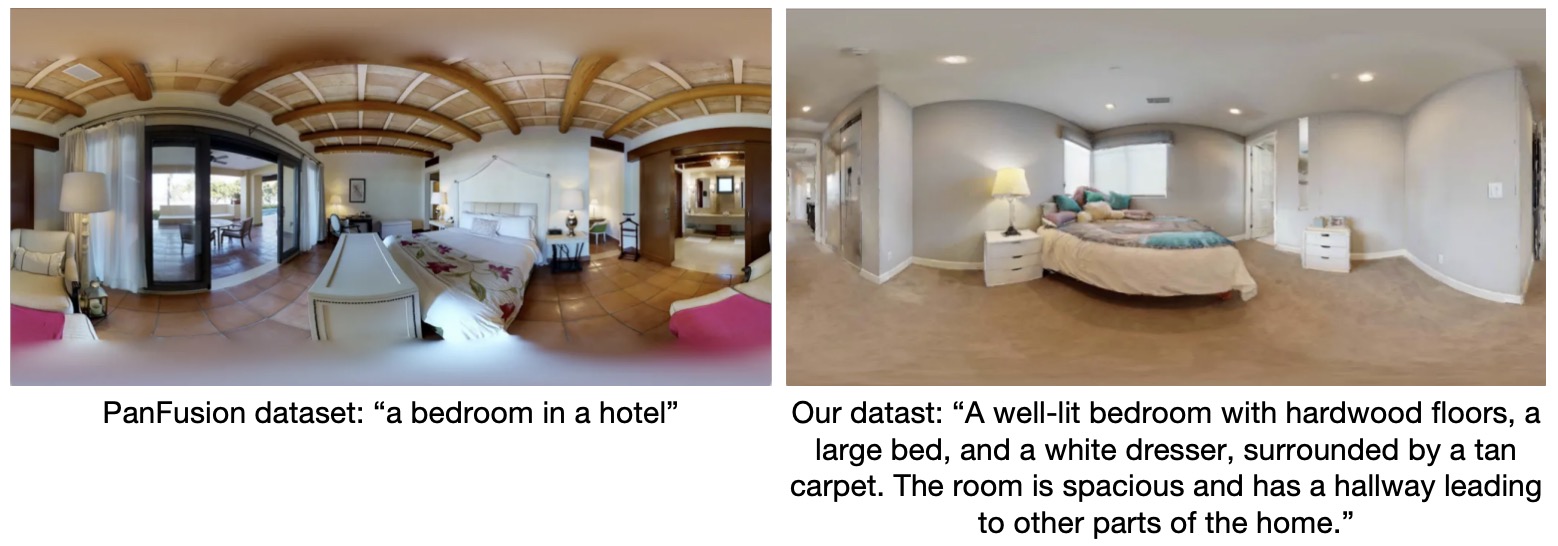 PanFusion dataset: “a bedroom in a hotel”
Our datast: “A well-lit bedroom with hardwood floors, a
large bed, and a white dresser, surrounded by a tan
carpet. The room is spacious and has a hallway leading
to other parts of the home.”